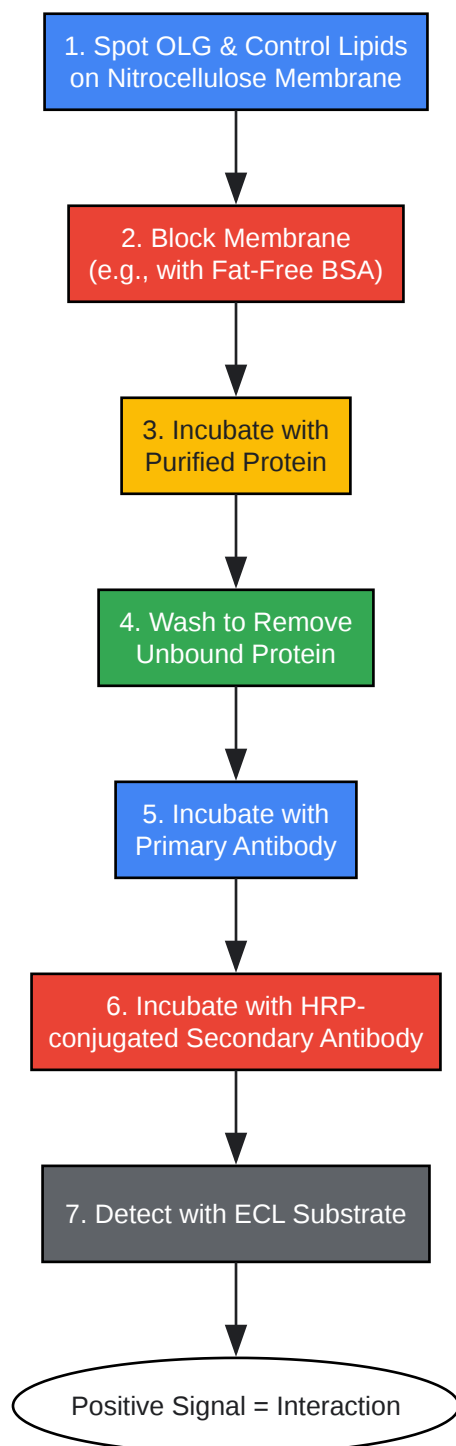 1. Spot OLG & Control Lipids
on Nitrocellulose Membrane
2. Block Membrane
(e.g., with Fat-Free BSA)
3. Incubate with
Purified Protein
4. Wash to Remove
Unbound Protein
5. Incubate with
Primary Antibody
6. Incubate with HRP-
conjugated Secondary Antibody
7. Detect with ECL Substrate
Positive Signal = Interaction